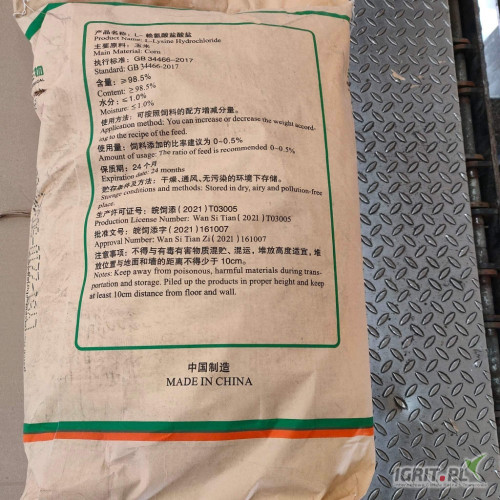 产品名称：L-赖氨酸盐酸盐
Product Name: L-Lysine Hydrochloride
主要原料：玉米
Main Material: Corn
执行标准：GB 34466-2017
Standard: GB 34466-2017
含量：≥98.5%
Content: ≥98.5%
水分：≤1.0%
Moisture: ≤1.0%
使用方法：可按照饲料的配方增减分量。
Application method: You can increase or decrease the weight accord-
ing to the recipe of the feed.
使用量：饲料添加的比率建议为0-0.5%
Amount of usage: The ratio of feed is recommended 0-0.5%
保质期：24个月
Expiration date: 24 months
贮存条件及方法：干燥、通风、无污染的环境下存储。
Storage conditions and methods: Stored in dry, airy and pollution-free
place.
生产许可证号：皖饲添（2021）T03005
Production License Number: Wan Si Tian (2021) T03005
批准文号：皖饲添字（2021）161007
Approval Number: Wan Si Tian Zi (2021) 161007
注意事项：不得与有毒有害物质混贮、混运，堆放高度适宜，堆
放位置与地面和墙的距离不得少于10cm。
Notes: Keep away from poisonous, harmful materials during trans-
portation and storage. Piled up the products in proper height and keep
at least 10cm distance from floor and wall.
中国制造
MADE IN CHINA
IGRIT.PL